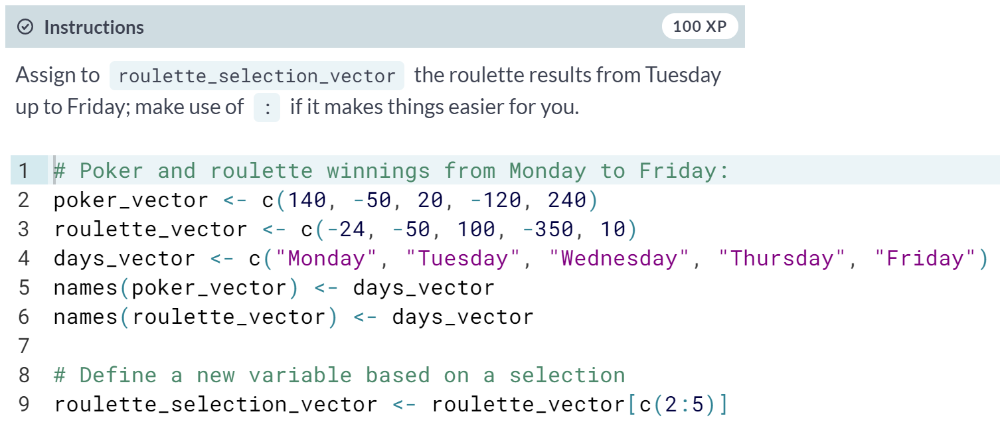 Instructions
100 XP
Assign to roulette_selection_vector the roulette results from Tuesday
up to Friday; make use of : if it makes things easier for you.
1 # Poker and roulette winnings from Monday to Friday:
2 poker_vector <- c(140, -50, 20, -120, 240)
3 roulette_vector <- c(-24, -50, 100, -350, 10)
4 days_vector <- c("Monday", "Tuesday", "Wednesday", "Thursday", "Friday")
5 names(poker_vector) <- days_vector
6 names(roulette_vector) <- days_vector
7
8 # Define a new variable based on a selection
9 roulette_selection_vector <- roulette_vector[c(2:5)]